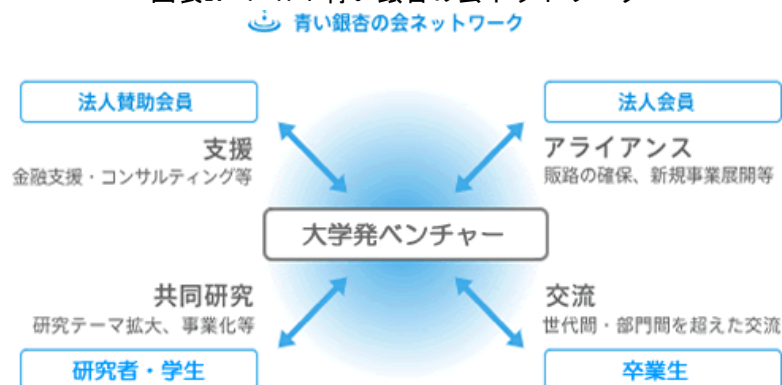 青い銀杏の会ネットワーク
法人賛助会員
法人会員
支援
金融支援・コンサルティング等
アライアンス
販路の確保、新規事業展開等
大学発ベンチャー
共同研究
研究テーマ拡大、事業化等
交流
世代間・部門間を超えた交流
研究者・学生
卒業生